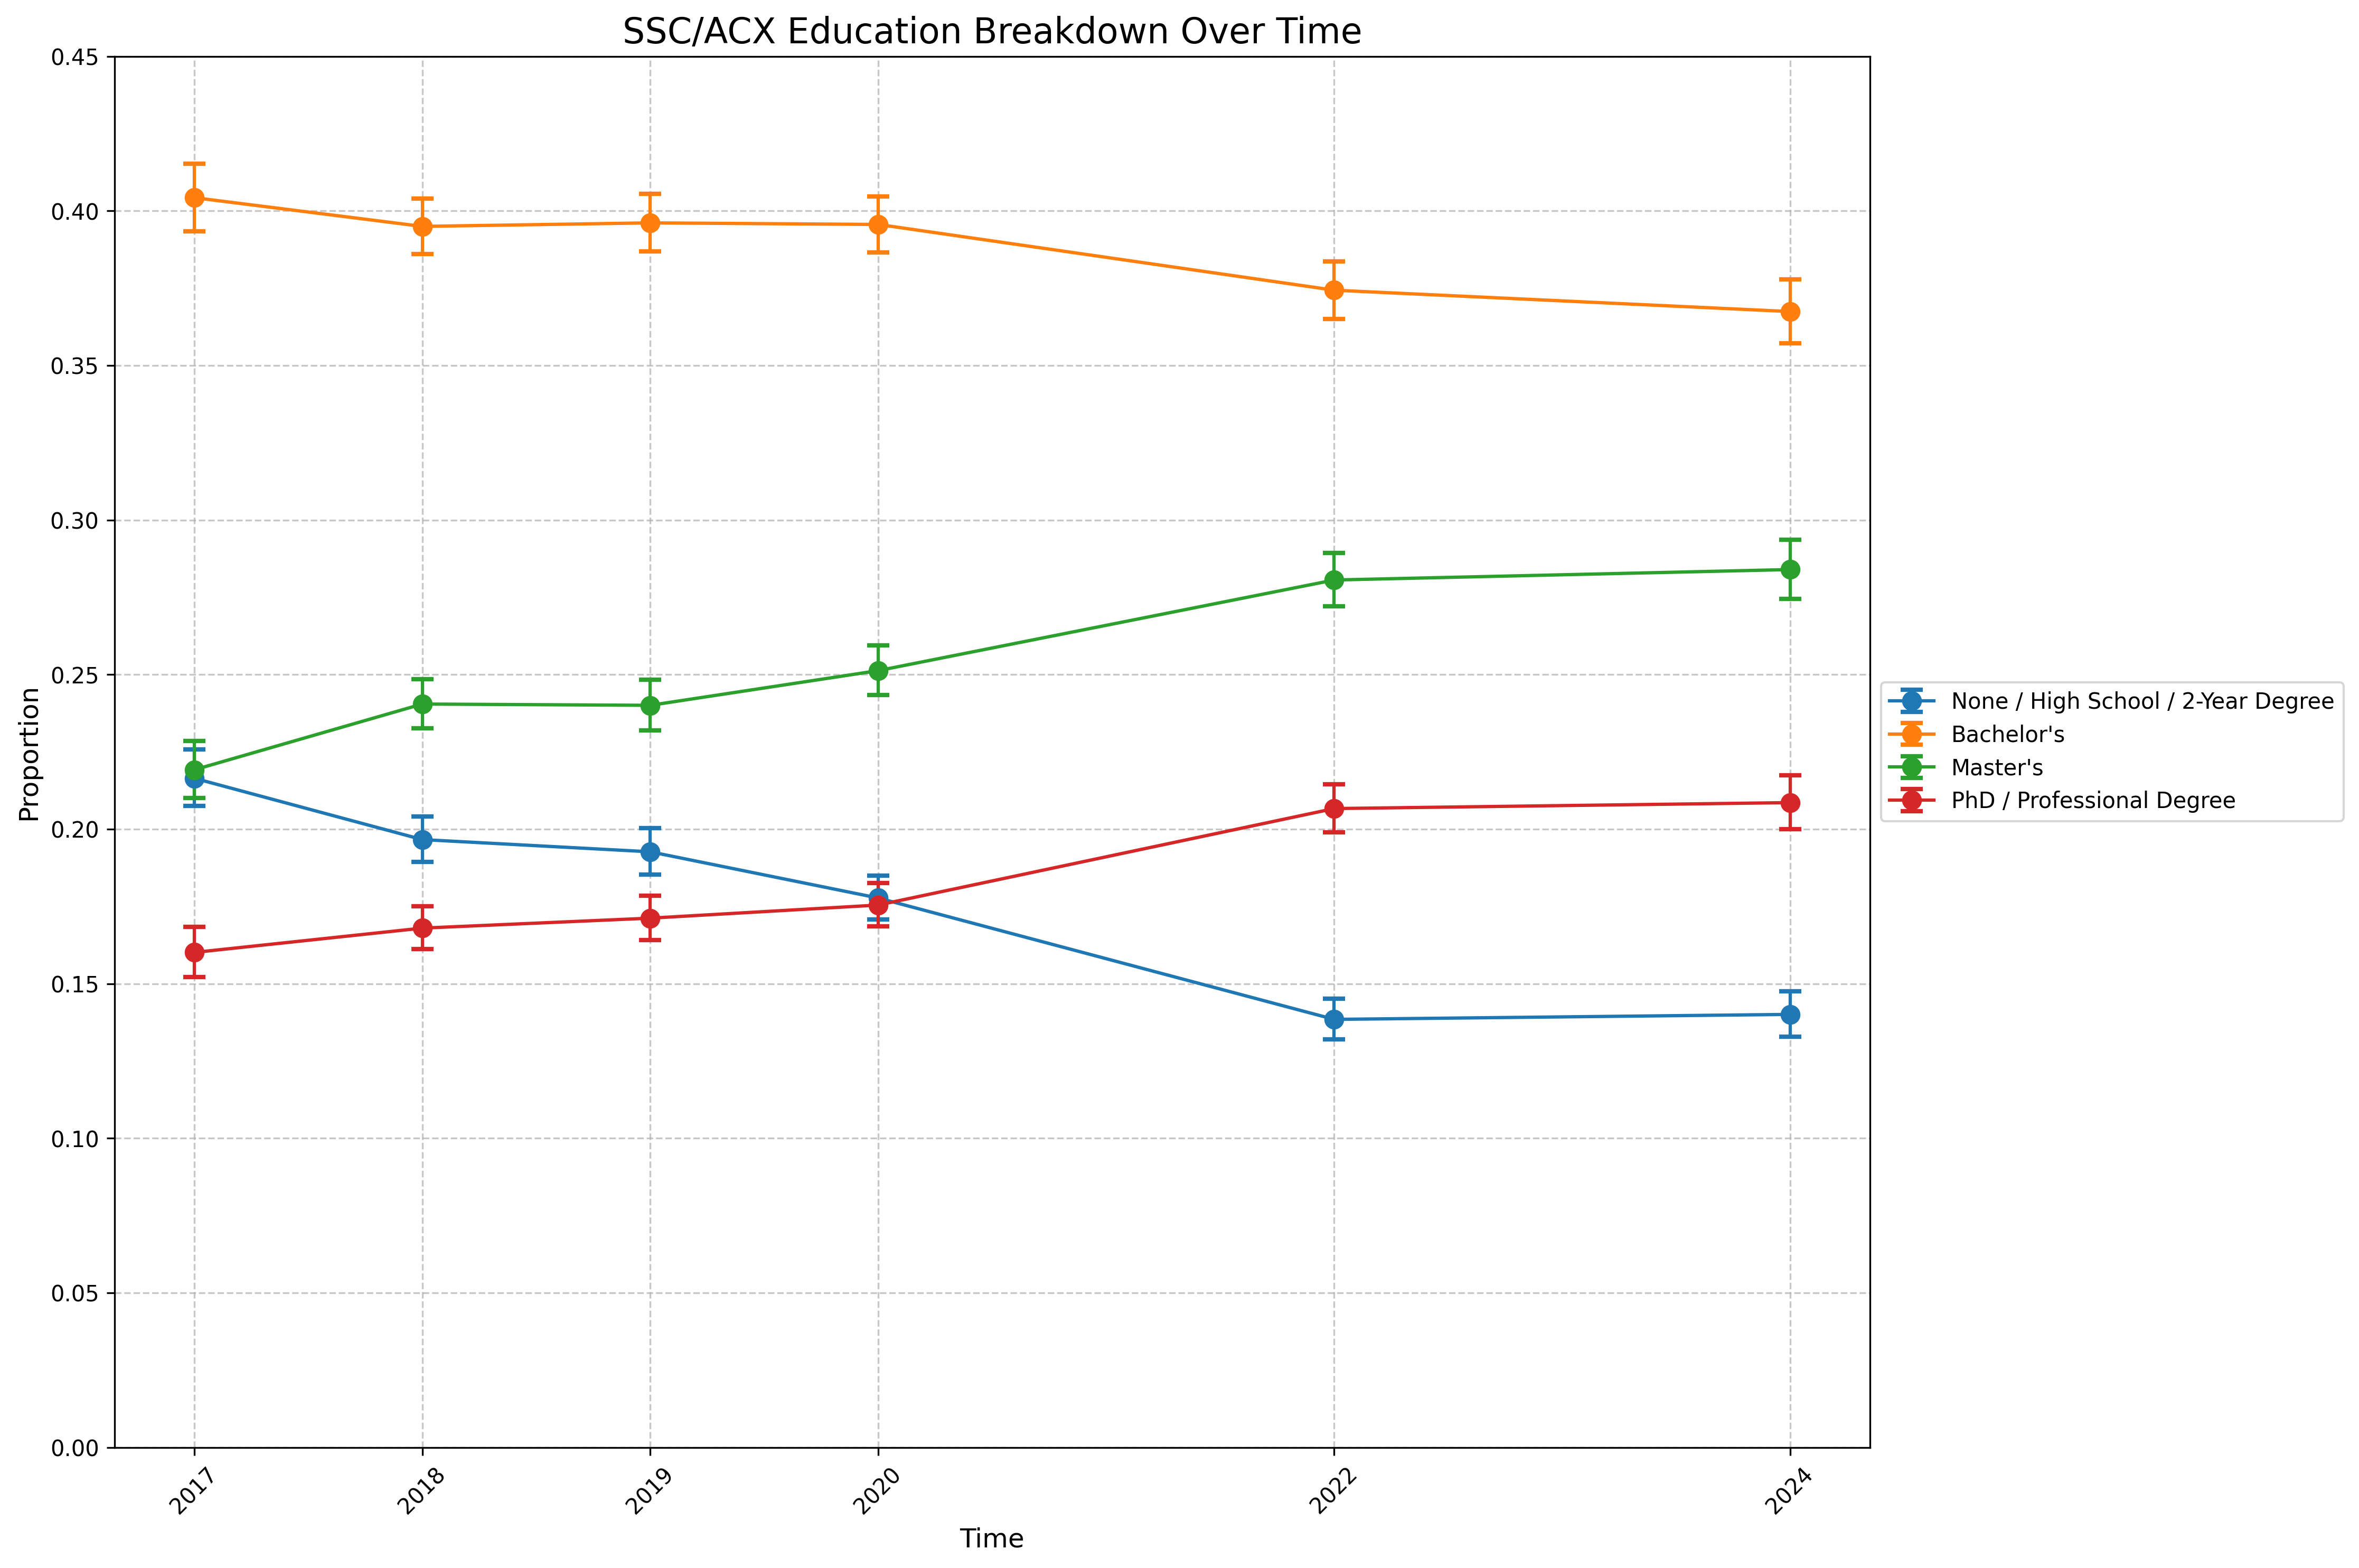 SSC/ACX Education Breakdown Over Time
Proportion
0.45
0.40
0.35
0.30
0.25
0.20
0.15
0.10
0.05
0.00
2017
2018
2019
2020
2022
2024
Time
None / High School / 2-Year Degree
Bachelor's
Master's
PhD / Professional Degree